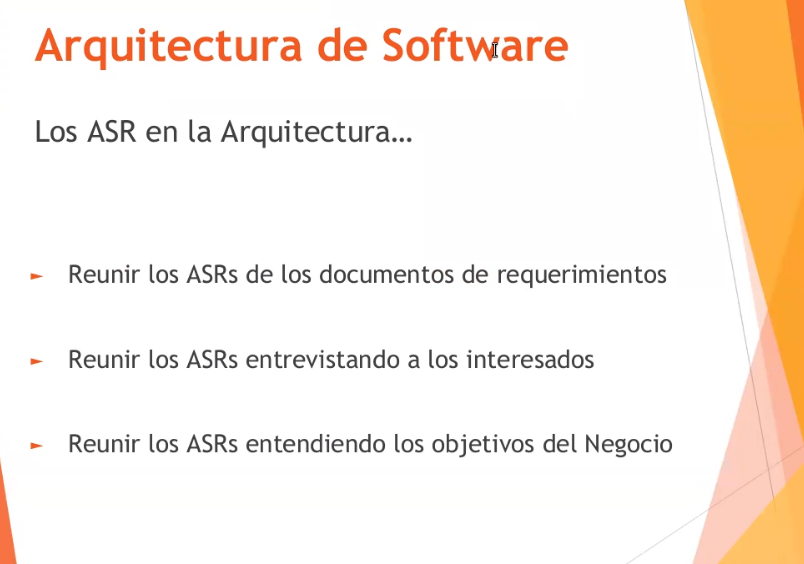 Arquitectura de Software
Los ASR en la Arquitectura...
► Reunir los ASRs de los documentos de requerimientos
► Reunir los ASRs entrevistando a los interesados
► Reunir los ASRs entendiendo los objetivos del Negocio